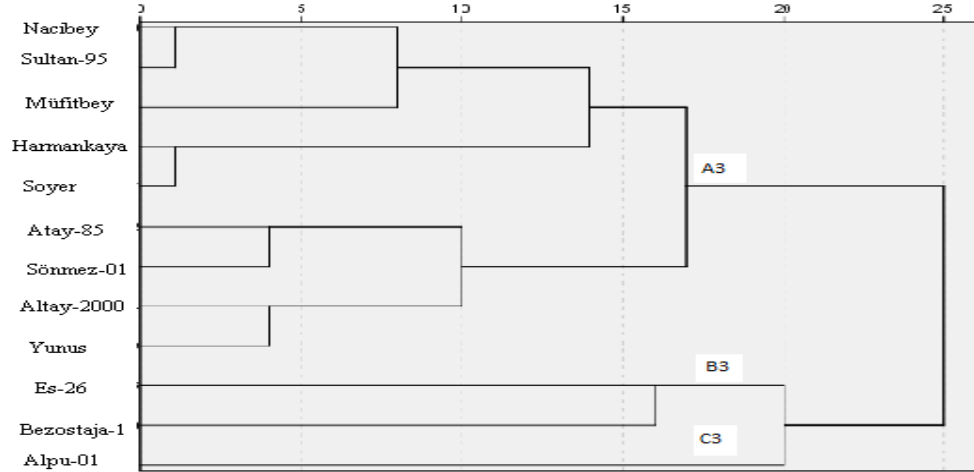 0 5 10 15 20 25
Nacibey
Sultan-95
Müfitbey
Harmankaya
Soyer
A3
Atay-85
Sönmez-01
Altay-2000
Yunus
B3
Es-26
Bezostaja-1
C3
Alpu-01